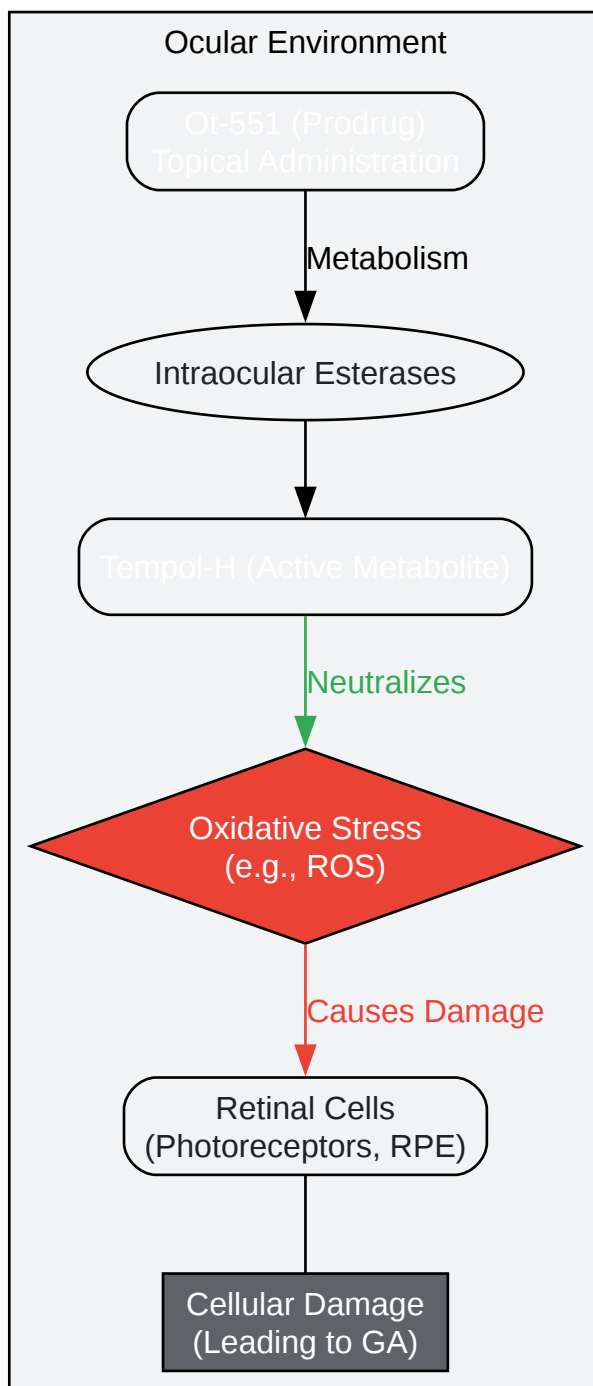 Ocular Environment
Ot-551 (Prodrug)
Topical Administration
Metabolism
Intraocular Esterases
Tempol-H (Active Metabolite)
Neutralizes
Oxidative Stress
(e.g., ROS)
Causes Damage
Retinal Cells
(Photoreceptors, RPE)
Cellular Damage
(Leading to GA)